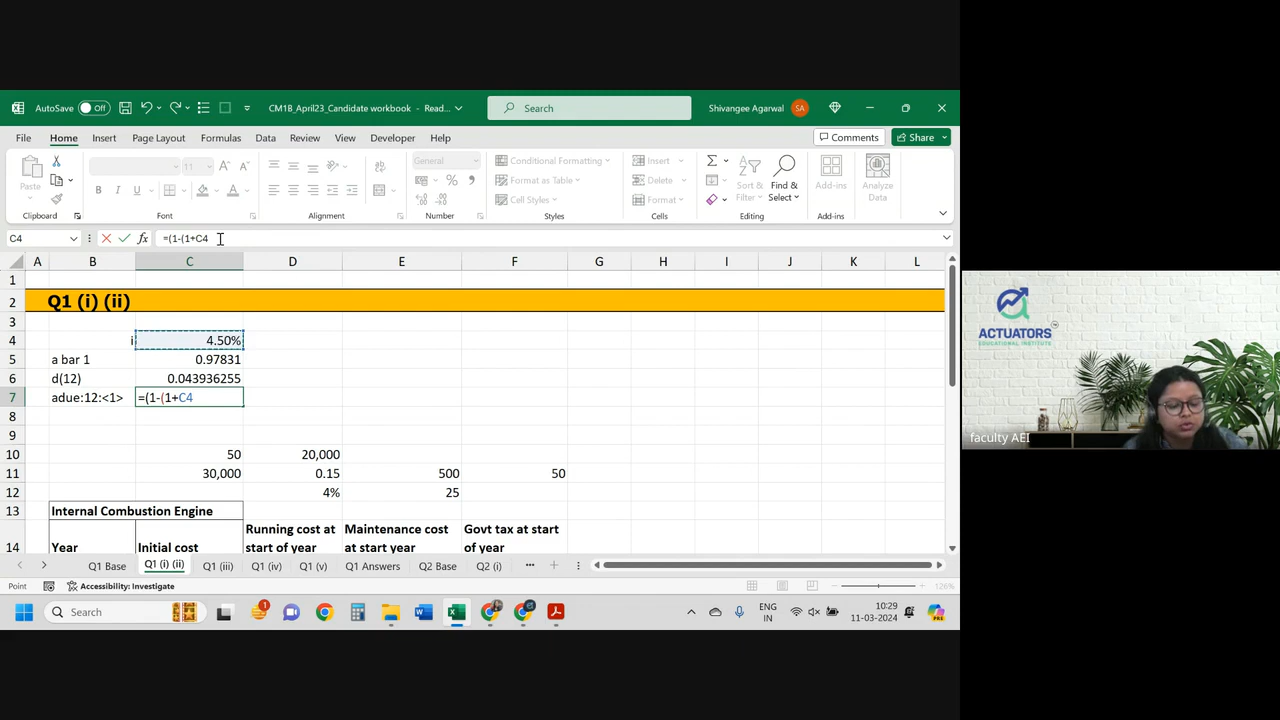 AutoSave Off CM1B_April23_Candidate workbook - Read... Search Shivangee Agarwal SA
File Home Insert Page Layout Formulas Data Review View Developer Help Comments Share
Paste 11 General Conditional Formatting Insert Sort & Find & Add-ins Analyze
B I U A % Format as Table Delete Filter Select Data
Cell Styles Format
Clipboard Font Alignment Number Styles Cells Editing Add-ins
C4 fx =(1-(1+C4
A B C D E F G H I J K L
1
2 Q1 (i) (ii)
3
4 i 4.50%
5 a bar 1 0.97831
6 d(12) 0.043936255
7 adue:12:<1> =(1-(1+C4
8
9
10 50 20,000
11 30,000 0.15 500 50
12 4% 25
13 Internal Combustion Engine
Running cost at Maintenance cost Govt tax at start
14 Year Initial cost start of year at start year of year
Q1 Base Q1 (i) (ii) Q1 (iii) Q1 (iv) Q1 (v) Q1 Answers Q2 Base Q2 (i) ...
Point Accessibility: Investigate 126%
Search 1 ENG IN 10:29 11-03-2024
ACTUATORS
EDUCATIONAL INSTITUTE
faculty AEI